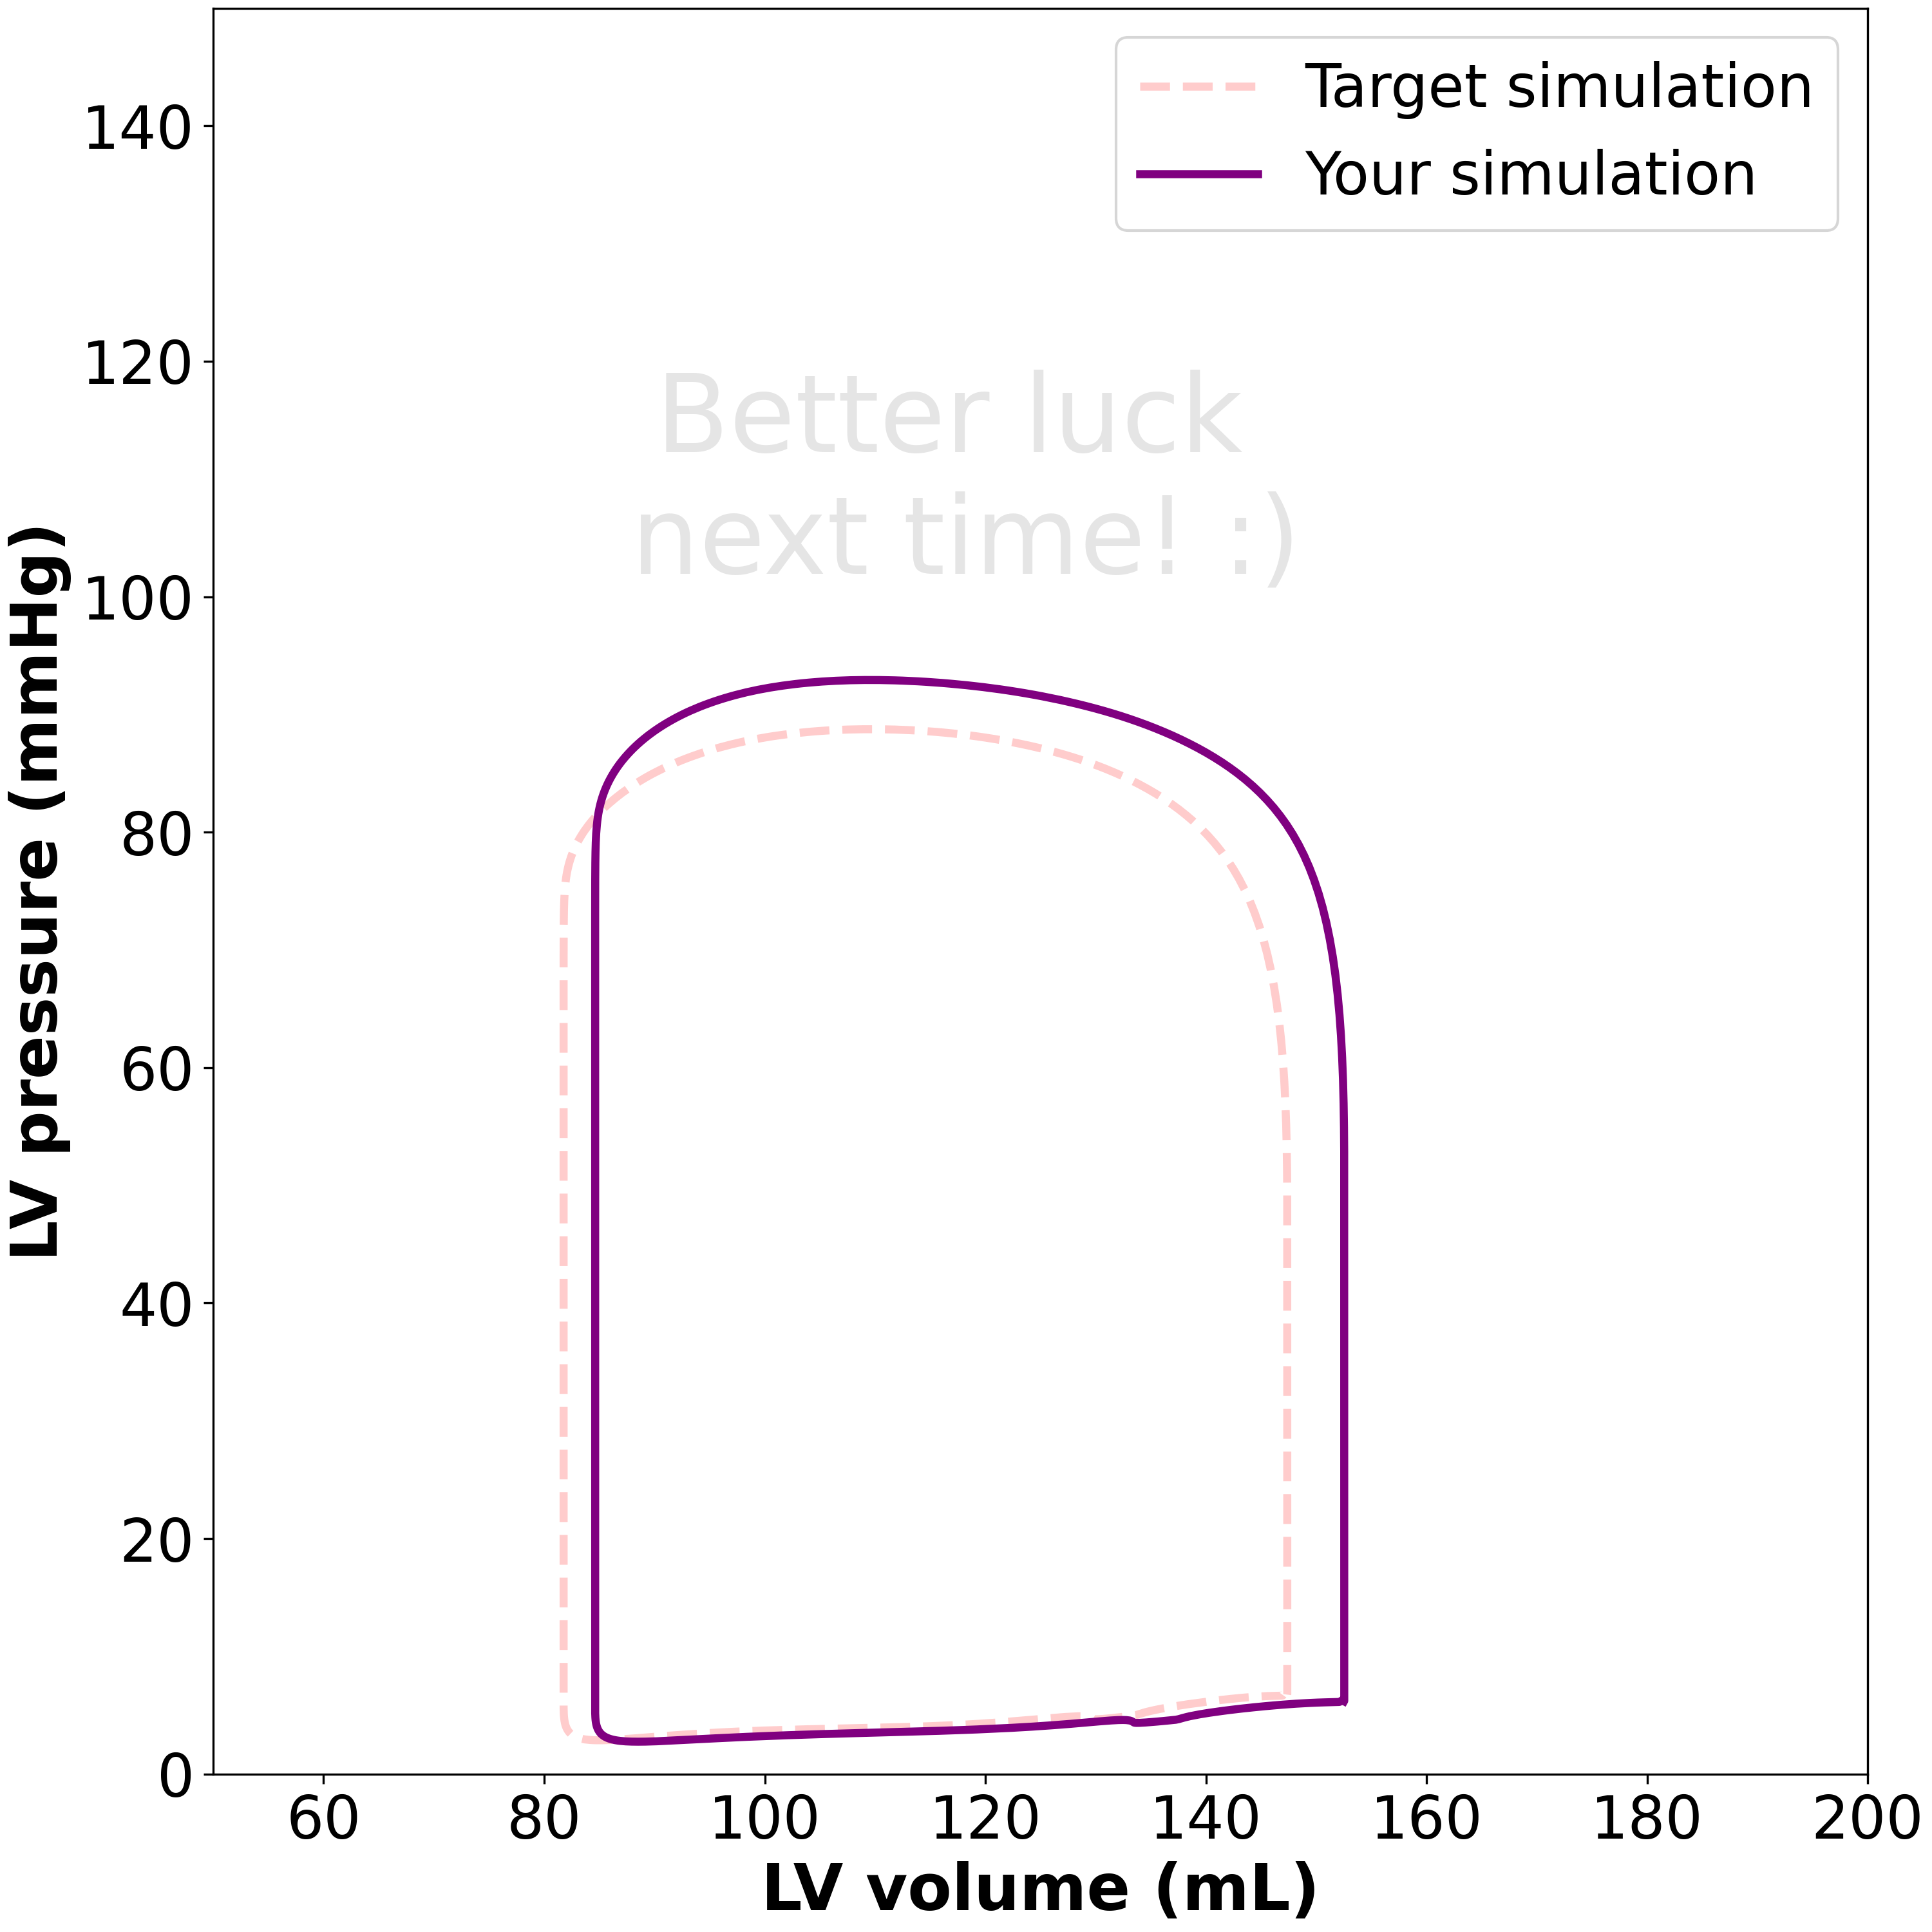 Target simulation
Your simulation
Better luck
next time! :)
LV pressure (mmHg)
140
120
100
80
60
40
20
0
60 80 100 120 140 160 180 200
LV volume (mL)